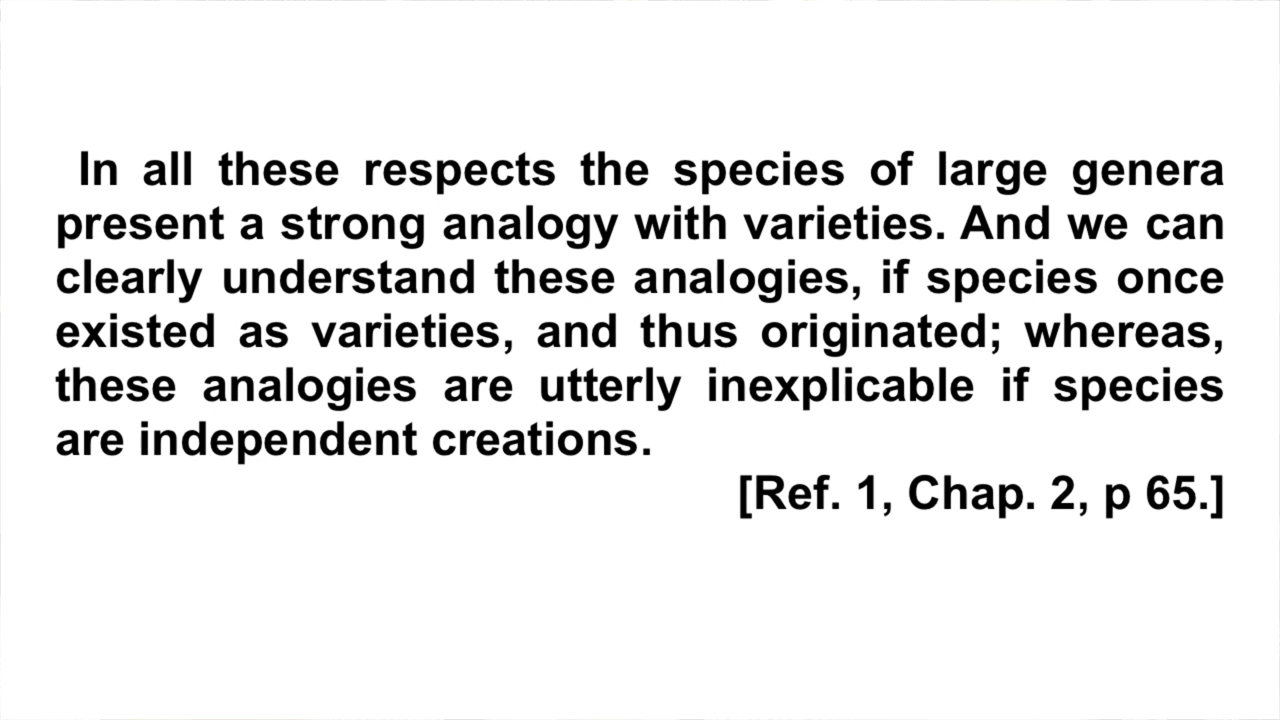 In all these respects the species of large genera
present a strong analogy with varieties. And we can
clearly understand these analogies, if species once
existed as varieties, and thus originated; whereas,
these analogies are utterly inexplicable if species
are independent creations.
[Ref. 1, Chap. 2, p 65.]